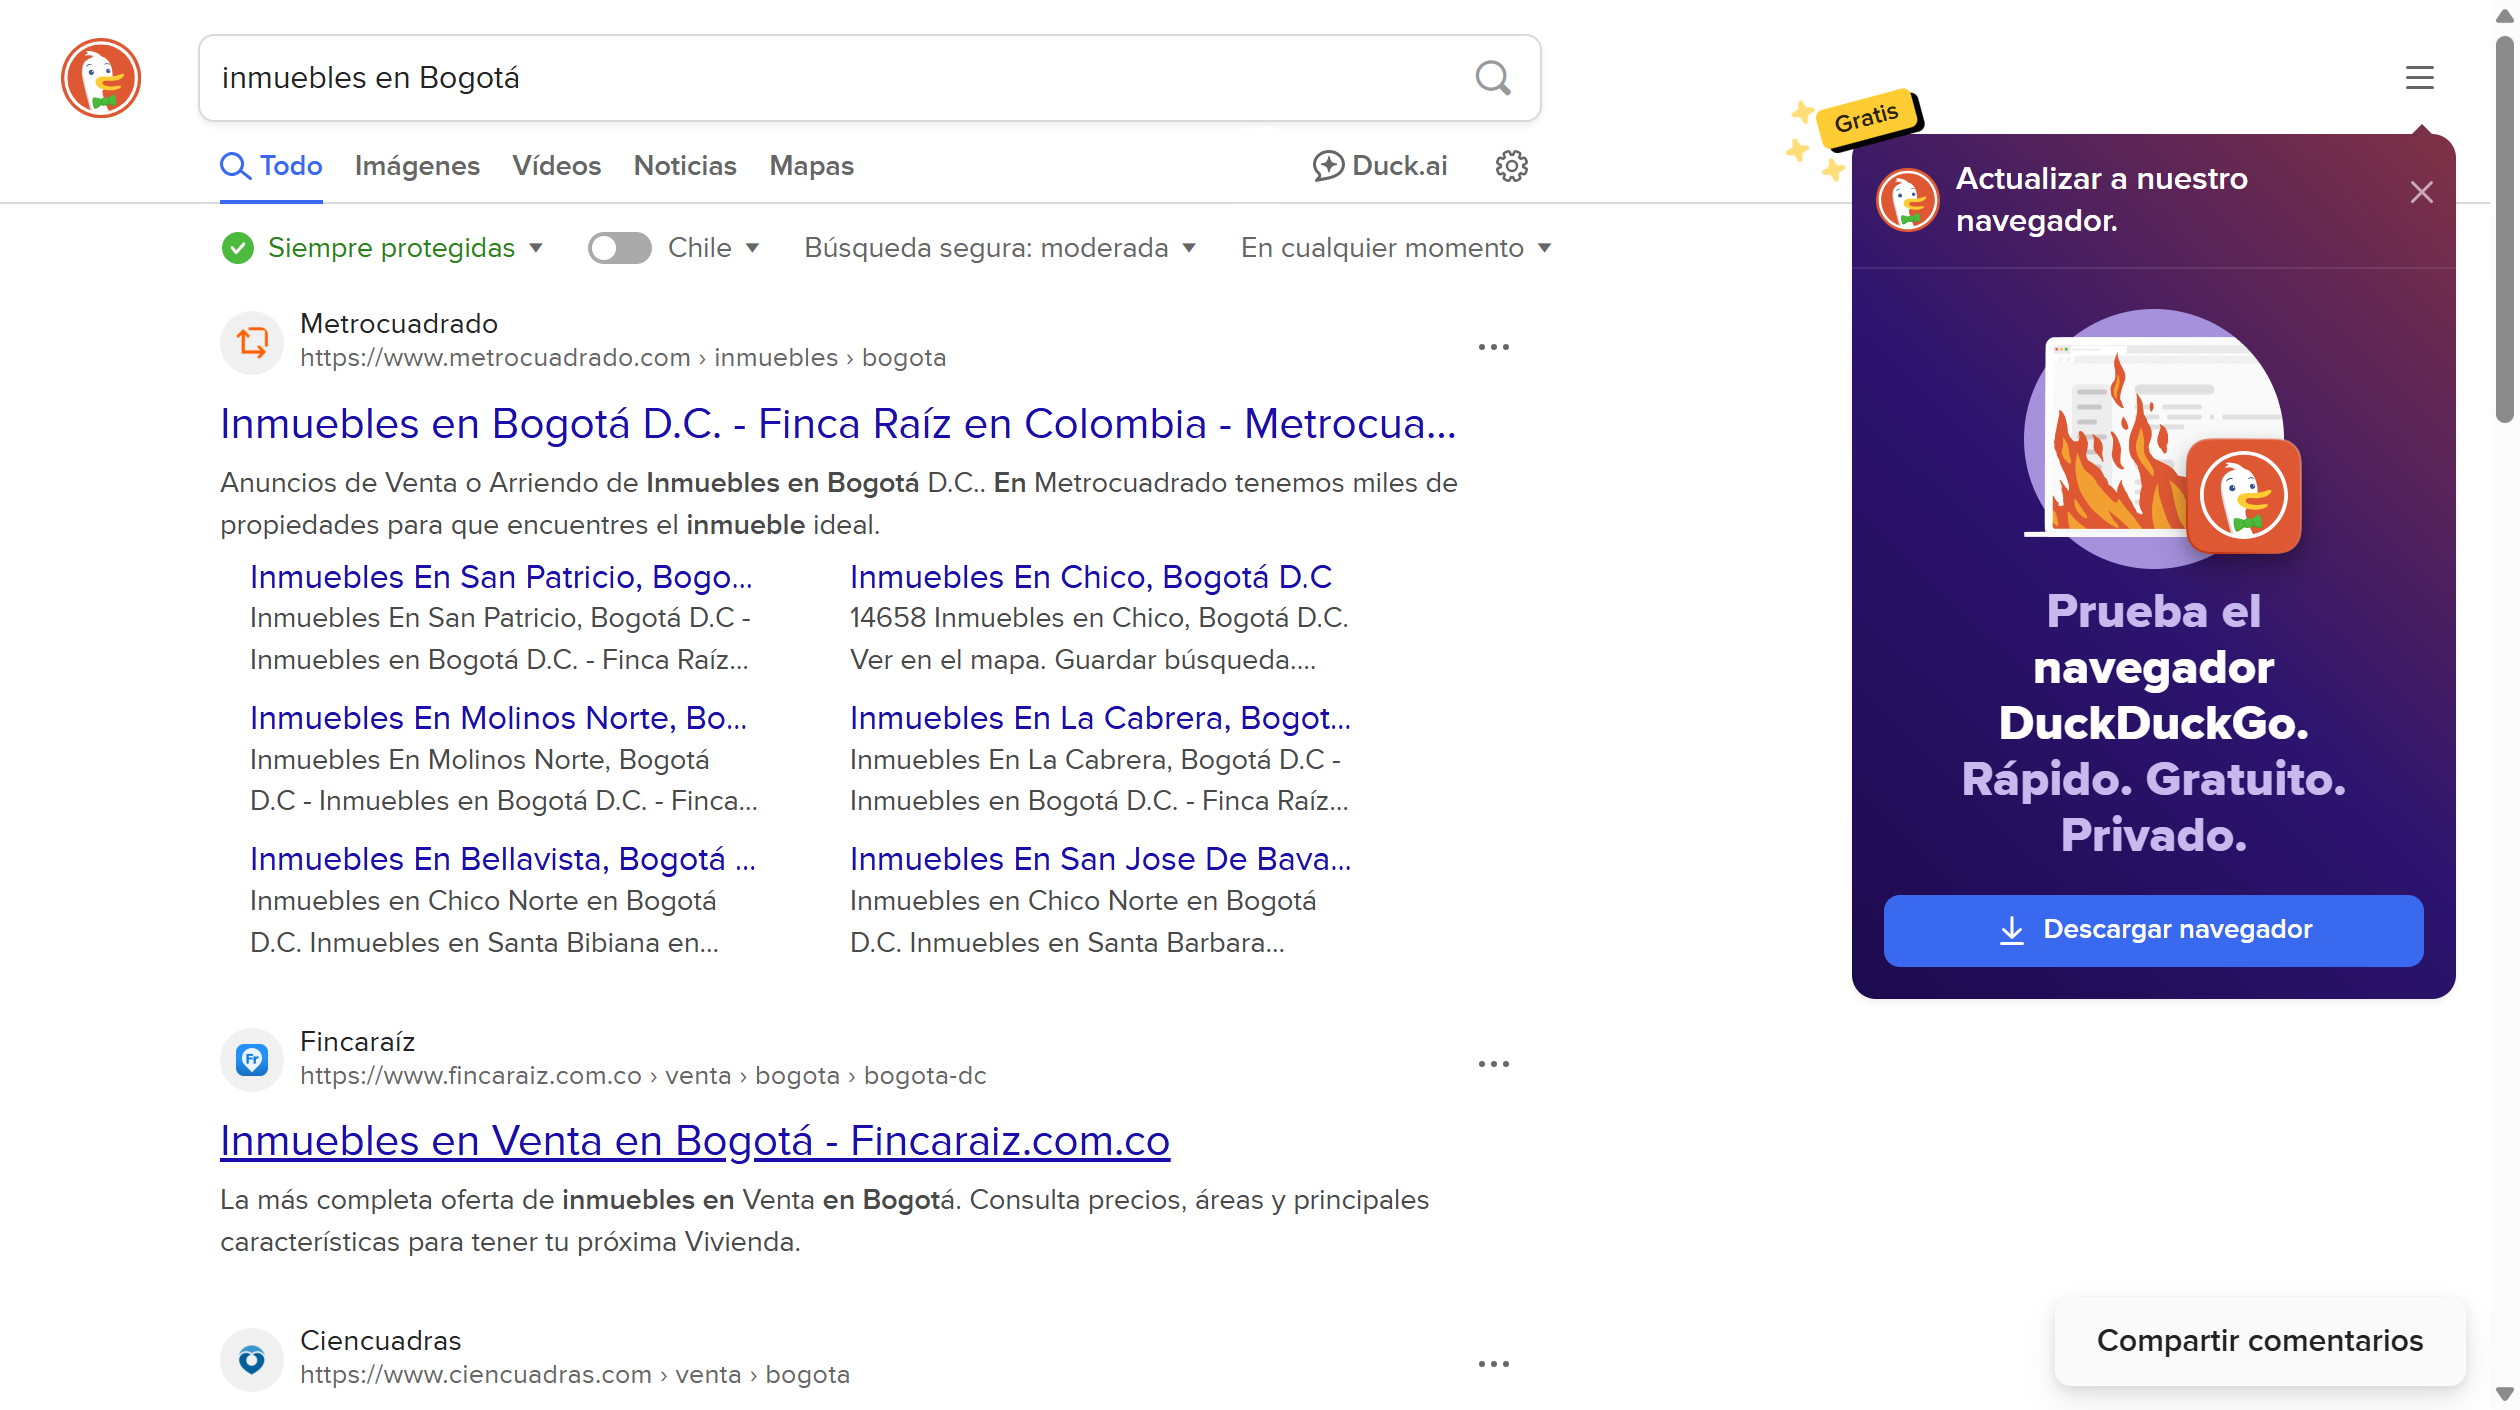 inmuebles en Bogotá
Todo Imágenes Vídeos Noticias Mapas Duck.ai
Siempre protegidas Chile Búsqueda segura: moderada En cualquier momento
Metrocuadrado
https://www.metrocuadrado.com › inmuebles › bogota
Inmuebles en Bogotá D.C. - Finca Raíz en Colombia - Metrocua...
Anuncios de Venta o Arriendo de Inmuebles en Bogotá D.C.. En Metrocuadrado tenemos miles de
propiedades para que encuentres el inmueble ideal.
Inmuebles En San Patricio, Bogo...
Inmuebles En San Patricio, Bogotá D.C -
Inmuebles en Bogotá D.C. - Finca Raíz...
Inmuebles En Chico, Bogotá D.C
14658 Inmuebles en Chico, Bogotá D.C.
Ver en el mapa. Guardar búsqueda....
Inmuebles En Molinos Norte, Bo...
Inmuebles En Molinos Norte, Bogotá
D.C - Inmuebles en Bogotá D.C. - Finca...
Inmuebles En La Cabrera, Bogot...
Inmuebles En La Cabrera, Bogotá D.C -
Inmuebles en Bogotá D.C. - Finca Raíz...
Inmuebles En Bellavista, Bogotá ...
Inmuebles en Chico Norte en Bogotá
D.C. Inmuebles en Santa Bibiana en...
Inmuebles En San Jose De Bava...
Inmuebles en Chico Norte en Bogotá
D.C. Inmuebles en Santa Barbara...
Fr
Fincaraíz
https://www.fincaraiz.com.co › venta › bogota › bogota-dc
Inmuebles en Venta en Bogotá - Fincaraiz.com.co
La más completa oferta de inmuebles en Venta en Bogotá. Consulta precios, áreas y principales
características para tener tu próxima Vivienda.
Ciencuadras
https://www.ciencuadras.com › venta › bogota
Gratis
Actualizar a nuestro
navegador.
Prueba el
navegador
DuckDuckGo.
Rápido. Gratuito.
Privado.
Descargar navegador
Compartir comentarios